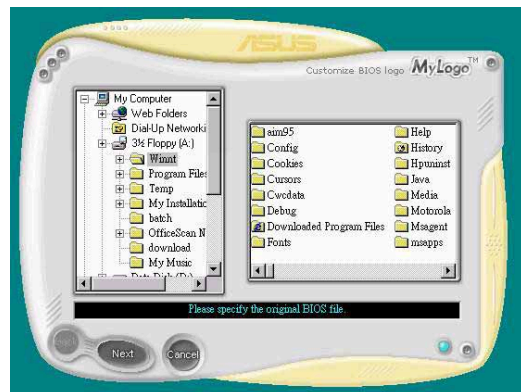 ASUS
Customize BIOS logo MyLogo™
My Computer
Web Folders
Dial-Up Networki
3½ Floppy (A:)
Winnt
Program Files
Temp
My Installatic
batch
OfficeScan N
download
My Music
aim95
Config
Cookies
Cursors
Cwcdata
Debug
Downloaded Program Files
Fonts
Help
History
Hpuninst
Java
Media
Motorola
Msagent
msapps
Please specify the original BIOS file.
Next
Cancel